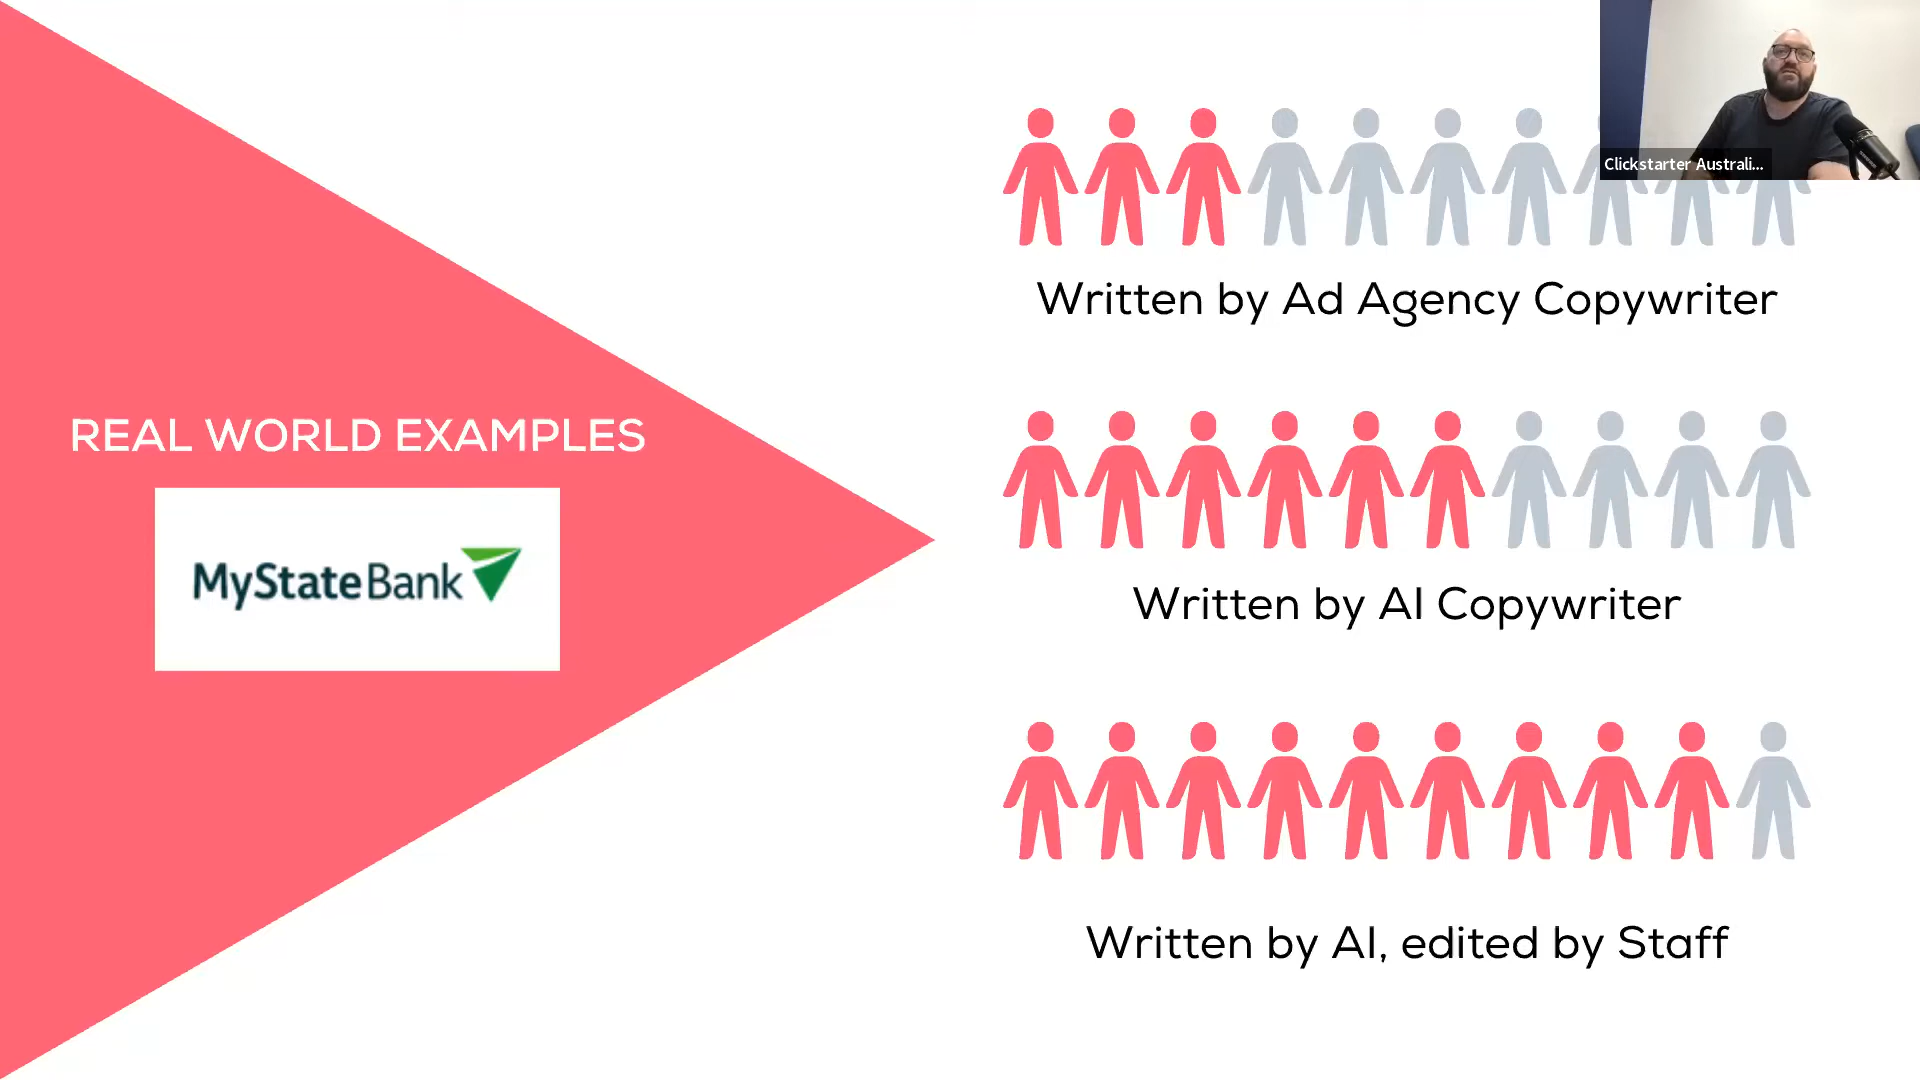 Clickstarter Australi...
Written by Ad Agency Copywriter
REAL WORLD EXAMPLES
MyStateBank
Written by AI Copywriter
Written by AI, edited by Staff